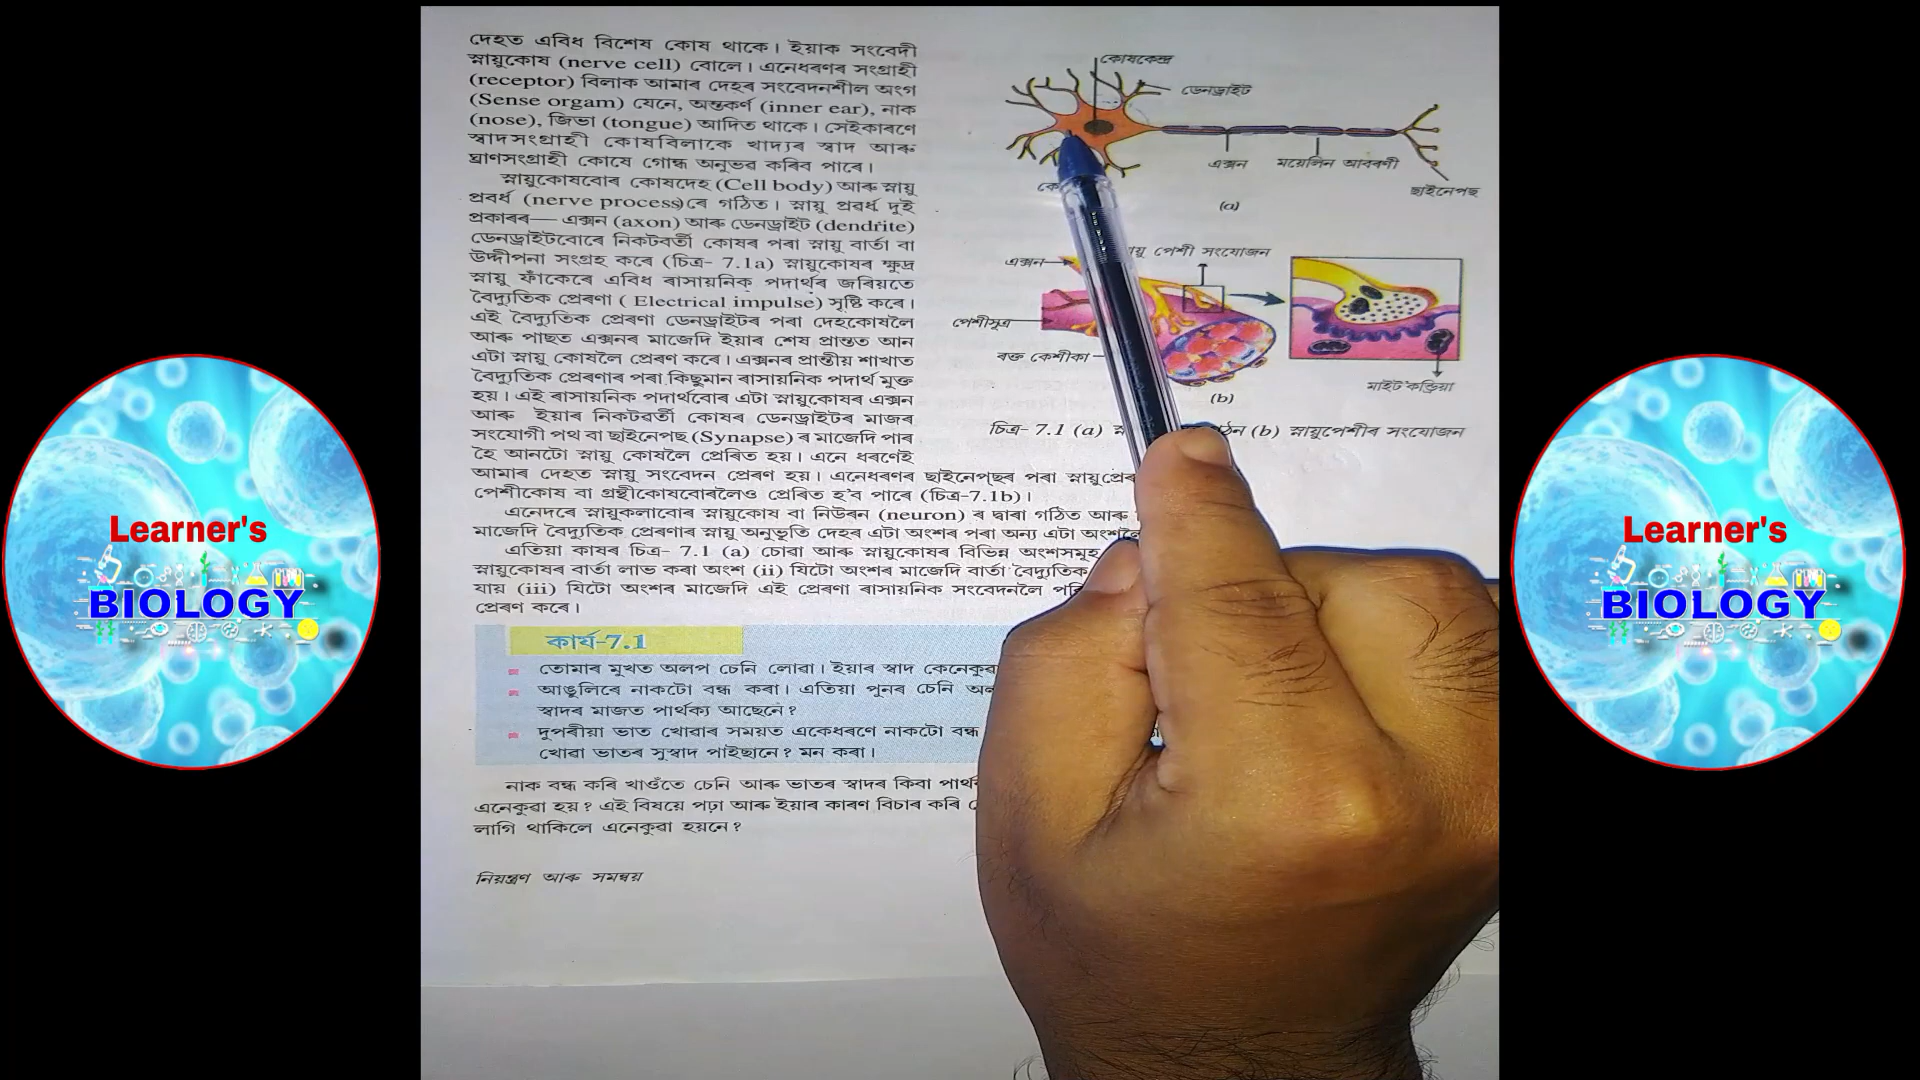 দেহত এবিধ বিশেষ কোষ থাকে। ইয়াক সংবেদী
স্নায়ুকোষ (nerve cell) বোলে। এনেধৰণৰ সংগ্ৰাহী
(receptor) বিলাক আমাৰ দেহৰ সংবেদনশীল অংগ
(Sense orgam) যেনে, অন্তকৰ্ণ (inner ear), নাক
(nose), জিভা (tongue) আদিত থাকে। সেইকাৰণে
স্বাদসংগ্ৰাহী কোষবিলাকে খাদ্যৰ স্বাদ আৰু
ঘ্ৰাণসংগ্ৰাহী কোষে গোন্ধ অনুভৱ কৰিব পাৰে।
স্নায়ুকোষবোৰ কোষদেহ (Cell body) আৰু স্নায়ু
প্ৰবৰ্ধ (nerve process)ৰে গঠিত। স্নায়ু প্ৰৱৰ্ধ দুই
প্ৰকাৰৰ— এক্সন (axon) আৰু ডেনড্ৰাইট (dendrite)
ডেনড্ৰাইটবোৰে নিকটবৰ্তী কোষৰ পৰা স্নায়ু বাৰ্তা বা
উদ্দীপনা সংগ্ৰহ কৰে (চিত্ৰ- 7.1a) স্নায়ুকোষৰ ক্ষুদ্ৰ
স্নায়ু ফাঁকেৰে এবিধ ৰাসায়নিক পদাৰ্থৰ জৰিয়তে
বৈদ্যুতিক প্ৰেৰণা ( Electrical impulse) সৃষ্টি কৰে।
এই বৈদ্যুতিক প্ৰেৰণা ডেনড্ৰাইটৰ পৰা দেহকোষলৈ
আৰু পাছত এক্সনৰ মাজেদি ইয়াৰ শেষ প্ৰান্তত আন
এটা স্নায়ু কোষলৈ প্ৰেৰণ কৰে। এক্সনৰ প্ৰান্তীয় শাখাত
বৈদ্যুতিক প্ৰেৰণাৰ পৰা কিছুমান ৰাসায়নিক পদাৰ্থ মুক্ত
হয়। এই ৰাসায়নিক পদাৰ্থবোৰ এটা স্নায়ুকোষৰ এক্সন
আৰু ইয়াৰ নিকটৱৰ্তী কোষৰ ডেনড্ৰাইটৰ মাজৰ
সংযোগী পথ বা ছাইনেপছ (Synapse) ৰ মাজেদি পাৰ
হৈ আনটো স্নায়ু কোষলৈ প্ৰেৰিত হয়। এনে ধৰণেই
আমাৰ দেহত স্নায়ু সংবেদন প্ৰেৰণ হয়। এনেধৰণৰ ছাইনেপছৰ পৰা স্নায়ুপ্ৰেৰ
পেশীকোষ বা গ্ৰন্থীকোষবোৰলৈও প্ৰেৰিত হ'ব পাৰে (চিত্ৰ-7.1b)।
এনেদৰে স্নায়ুকলাবোৰ স্নায়ুকোষ বা নিউৰন (neuron) ৰ দ্বাৰা গঠিত আৰু
মাজেদি বৈদ্যুতিক প্ৰেৰণাৰ স্নায়ু অনুভূতি দেহৰ এটা অংশৰ পৰা অন্য এটা অংশলৈ
এতিয়া কাষৰ চিত্ৰ- 7.1 (a) চোৱা আৰু স্নায়ুকোষৰ বিভিন্ন অংশসমূহ
স্নায়ুকোষৰ বাৰ্তা লাভ কৰা অংশ (ii) যিটো অংশৰ মাজেদি বাৰ্তা বৈদ্যুতিক
যায় (iii) যিটো অংশৰ মাজেদি এই প্ৰেৰণা ৰাসায়নিক সংবেদনলৈ
প্ৰেৰণ কৰে।
কাৰ্য-7.1
তোমাৰ মুখত অলপ চেনি লোৱা। ইয়াৰ স্বাদ কেনেকুৱা
আঙুলিৰে নাকটো বন্ধ কৰা। এতিয়া পুনৰ চেনি
স্বাদৰ মাজত পাৰ্থক্য আছেনে?
দুপৰীয়া ভাত খোৱাৰ সময়ত একেধৰণে নাকটো বন্ধ
খোৱা ভাতৰ সুস্বাদ পাইছানে? মন কৰা।
নাক বন্ধ কৰি খাওঁতে চেনি আৰু ভাতৰ স্বাদৰ কিবা
এনেকুৱা হয়? এই বিষয়ে পঢ়া আৰু ইয়াৰ কাৰণ বিচাৰ কৰি
লাগি থাকিলে এনেকুৱা হয়নে?
নিয়ন্ত্ৰণ আৰু সমন্বয়
কোষকেন্দ্ৰ
ডেনড্ৰাইট
এক্সন
ময়েলিন আবৰণী
ছাইনেপছ
(a)
পেশী সংযোজন
এক্সন
পেশীসূত্ৰ
ৰক্ত কেশীকা
মাইট'কণ্ড্ৰিয়া
(b)
চিত্ৰ- 7.1 (a) (b) স্নায়ুপেশীৰ সংযোজন
Learner's
BIOLOGY
Learner's
BIOLOGY